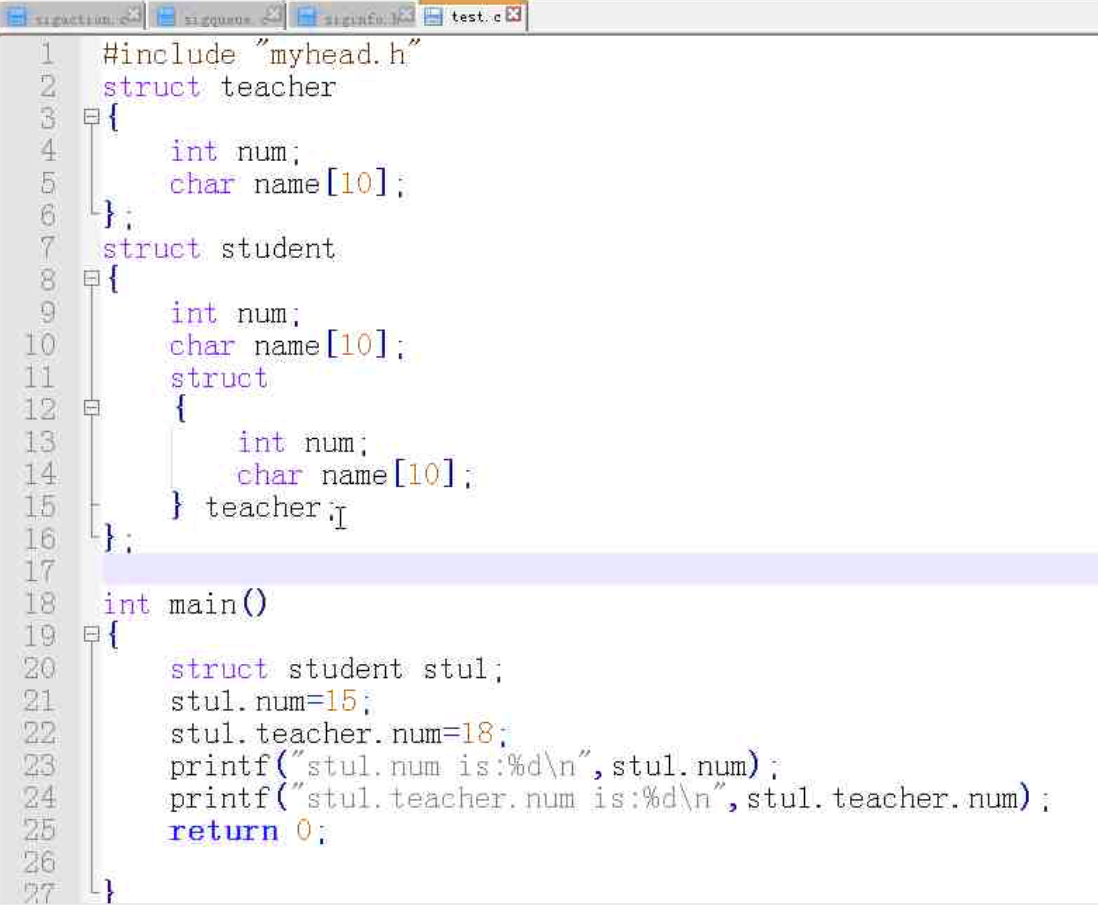 sigaction.c sigqueue.c siginfo.h test.c
1 #include "myhead.h"
2 struct teacher
3 {
4     int num;
5     char name[10];
6 };
7 struct student
8 {
9     int num;
10     char name[10];
11     struct
12     {
13         int num;
14         char name[10];
15     } teacher;
16 };
17
18 int main()
19 {
20     struct student stu1;
21     stu1.num=15;
22     stu1.teacher.num=18;
23     printf("stu1.num is:%d\n",stu1.num);
24     printf("stu1.teacher.num is:%d\n",stu1.teacher.num);
25     return 0;
26
27 }